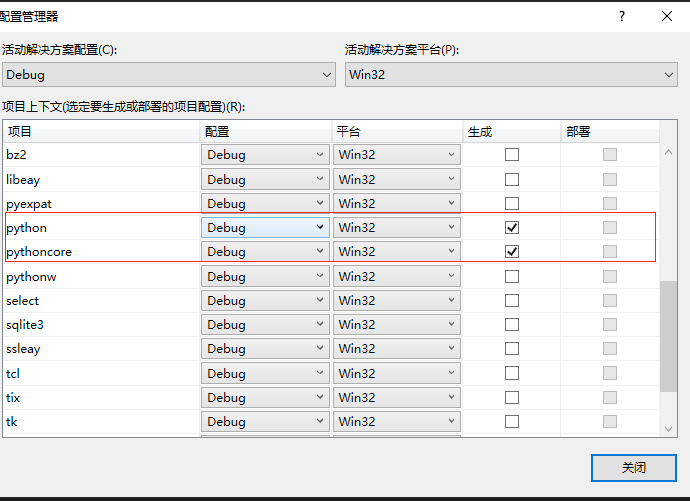 配置管理器
活动解决方案配置(C):
活动解决方案平台(P):
Debug
Win32
项目上下文(选定要生成或部署的项目配置)(R):
项目 配置 平台 生成 部署
bz2 Debug Win32
libeay Debug Win32
pyexpat Debug Win32
python Debug Win32
pythoncore Debug Win32
pythonw Debug Win32
select Debug Win32
sqlite3 Debug Win32
ssleay Debug Win32
tcl Debug Win32
tix Debug Win32
tk Debug Win32
关闭